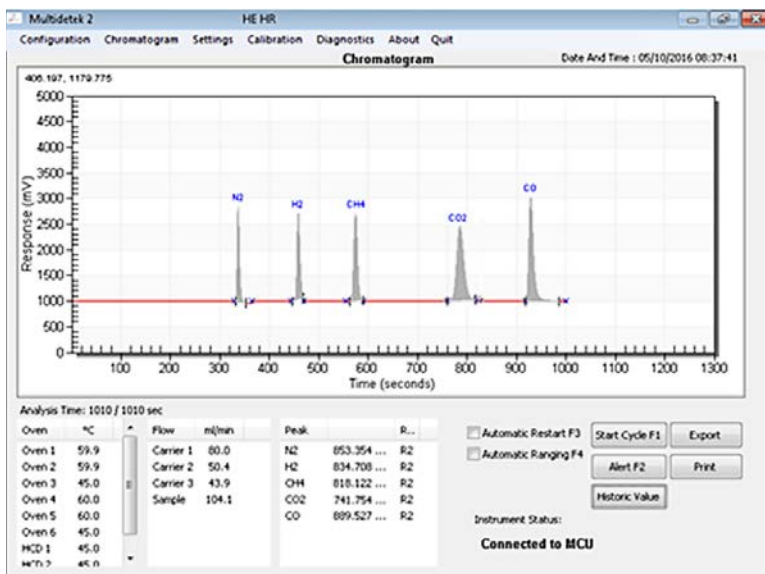 Multidetek 2 HE HR
Configuration Chromatogram Settings Calibration Diagnostics About Quit
Chromatogram
Date And Time : 05/10/2016 08:37:41
406.197, 1179.775
5000
4500
4000
3500
3000
2500
2000
1500
1000
500
0
Response (mV)
N2
H2
CH4
CO2
CO
100 200 300 400 500 600 700 800 900 1000 1100 1200 1300
Time (seconds)
Analysis Time: 1010 / 1010 sec
Oven °C
Oven 1 59.9
Oven 2 59.9
Oven 3 45.0
Oven 4 60.0
Oven 5 60.0
Oven 6 45.0
HCD 1 45.0
HCD 2 45.0
Flow ml/min
Carrier 1 80.0
Carrier 2 50.4
Carrier 3 43.9
Sample 104.1
Peak R...
N2 853.354 ... R2
H2 834.708 ... R2
CH4 818.122 ... R2
CO2 741.754 ... R2
CO 889.527 ... R2
Automatic Restart F3
Automatic Ranging F4
Start Cycle F1
Export
Alert F2
Print
Historic Value
Instrument Status:
Connected to MCU